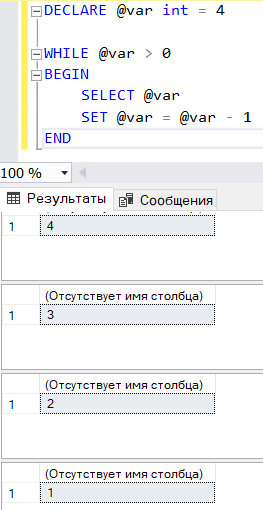 DECLARE @var int = 4
WHILE @var > 0
BEGIN
SELECT @var
SET @var = @var - 1
END
100 %
Результаты
Сообщения
1 4
(Отсутствует имя столбца)
1 3
(Отсутствует имя столбца)
1 2
(Отсутствует имя столбца)
1 1